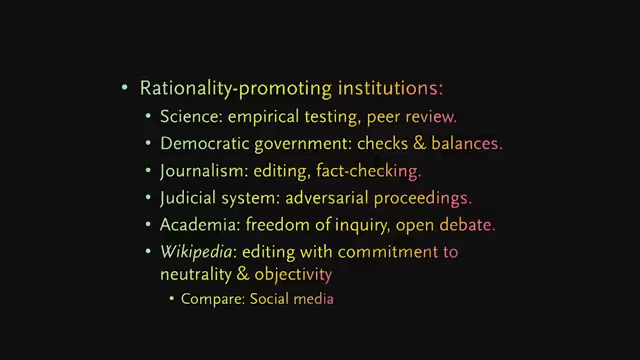 • Rationality-promoting institutions:
• Science: empirical testing, peer review.
• Democratic government: checks & balances.
• Journalism: editing, fact-checking.
• Judicial system: adversarial proceedings.
• Academia: freedom of inquiry, open debate.
• Wikipedia: editing with commitment to
neutrality & objectivity
• Compare: Social media